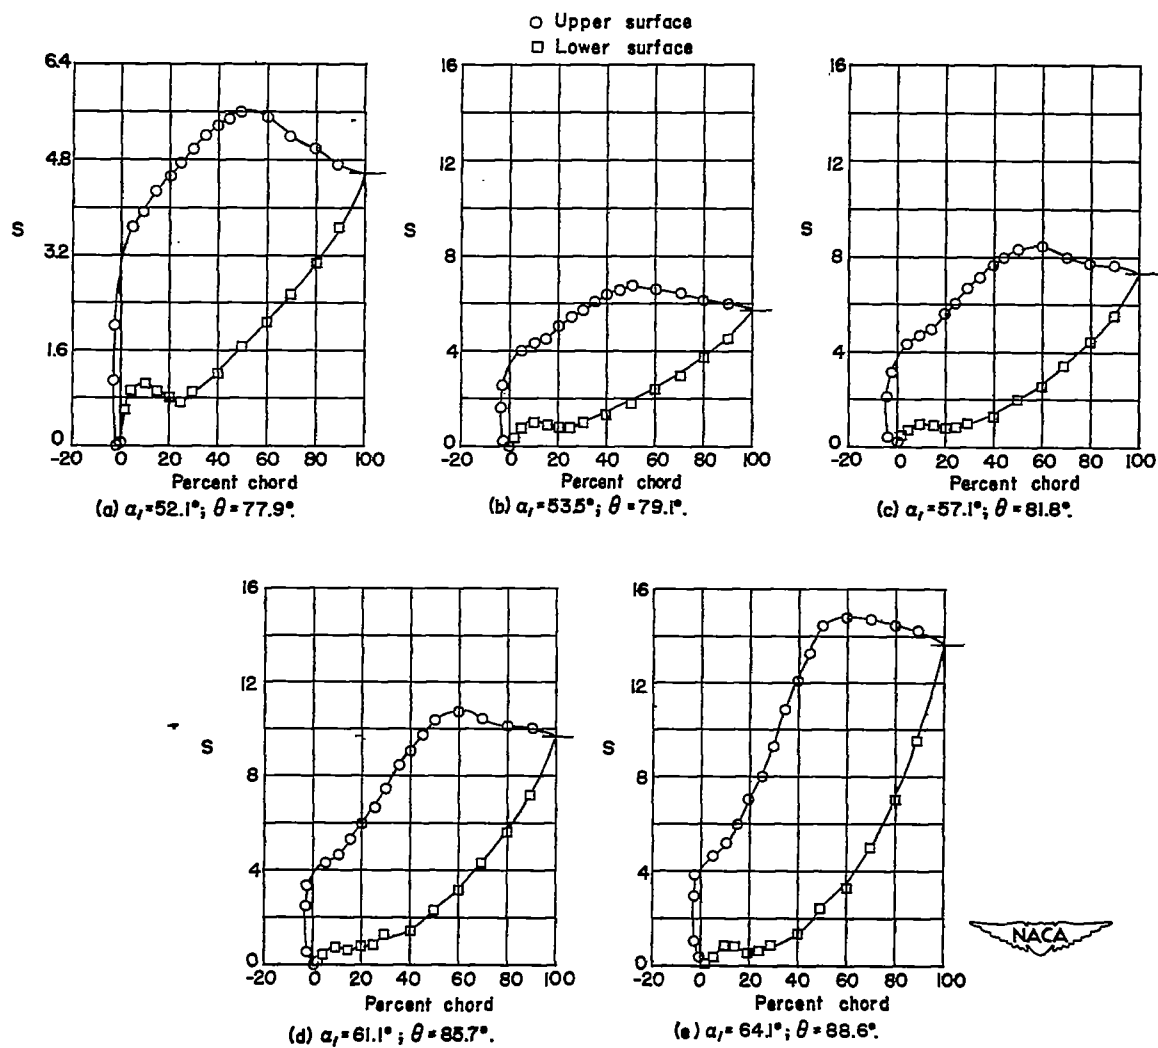 ○ Upper surface
□ Lower surface
6.4
4.8
S
3.2
1.6
0
-20 0 20 40 60 80 100
Percent chord
(a) α₁=52.1°; θ=77.9°.
16
12
S
8
4
0
-20 0 20 40 60 80 100
Percent chord
(b) α₁=53.5°; θ=79.1°.
16
12
S
8
4
0
-20 0 20 40 60 80 100
Percent chord
(c) α₁=57.1°; θ=81.8°.
16
12
S
8
4
0
-20 0 20 40 60 80 100
Percent chord
(d) α₁=61.1°; θ=85.7°.
16
12
S
8
4
0
-20 0 20 40 60 80 100
Percent chord
(e) α₁=64.1°; θ=88.6°.
NACA